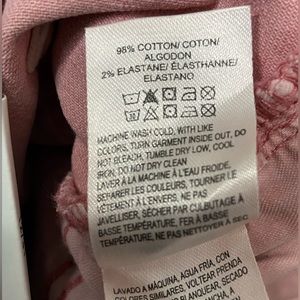 98% COTTON/ COTON/
ALGODON
2% ELASTANE/ ÉLASTHANNE/
ELASTANO
MACHINE WASH COLD, WITH LIKE
COLORS, TURN GARMENT INSIDE OUT, DO
NOT BLEACH, TUMBLE DRY LOW, COOL
IRON, DO NOT DRY CLEAN
LAVER À LA MACHINE A L'EAU FROIDE,
SEPARER LES COULEURS, TOURNER LE
VÊTEMENT À L'ENVERS, NE PAS
JAVELLISER, SÉCHER PAR CULBUTAGE À
BASSE TEMPÉRATURE, FER À BASSE
TEMPÉRATURE, NE PAS NETTOYER À SEC
LAVADO A MAQUINA, AGUA FRÍA, CON
COLORES SIMILARES, VOLTEAR PRENDA